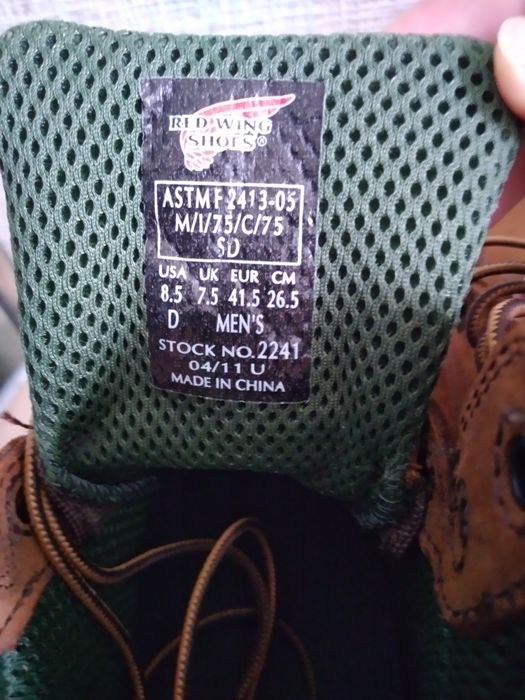 RED WING
SHOES®
ASTM F 2413-05
M/I/75/C/75
SD
USA UK EUR CM
8.5 7.5 41.5 26.5
D MEN'S
STOCK NO.2241
04/11 U
MADE IN CHINA